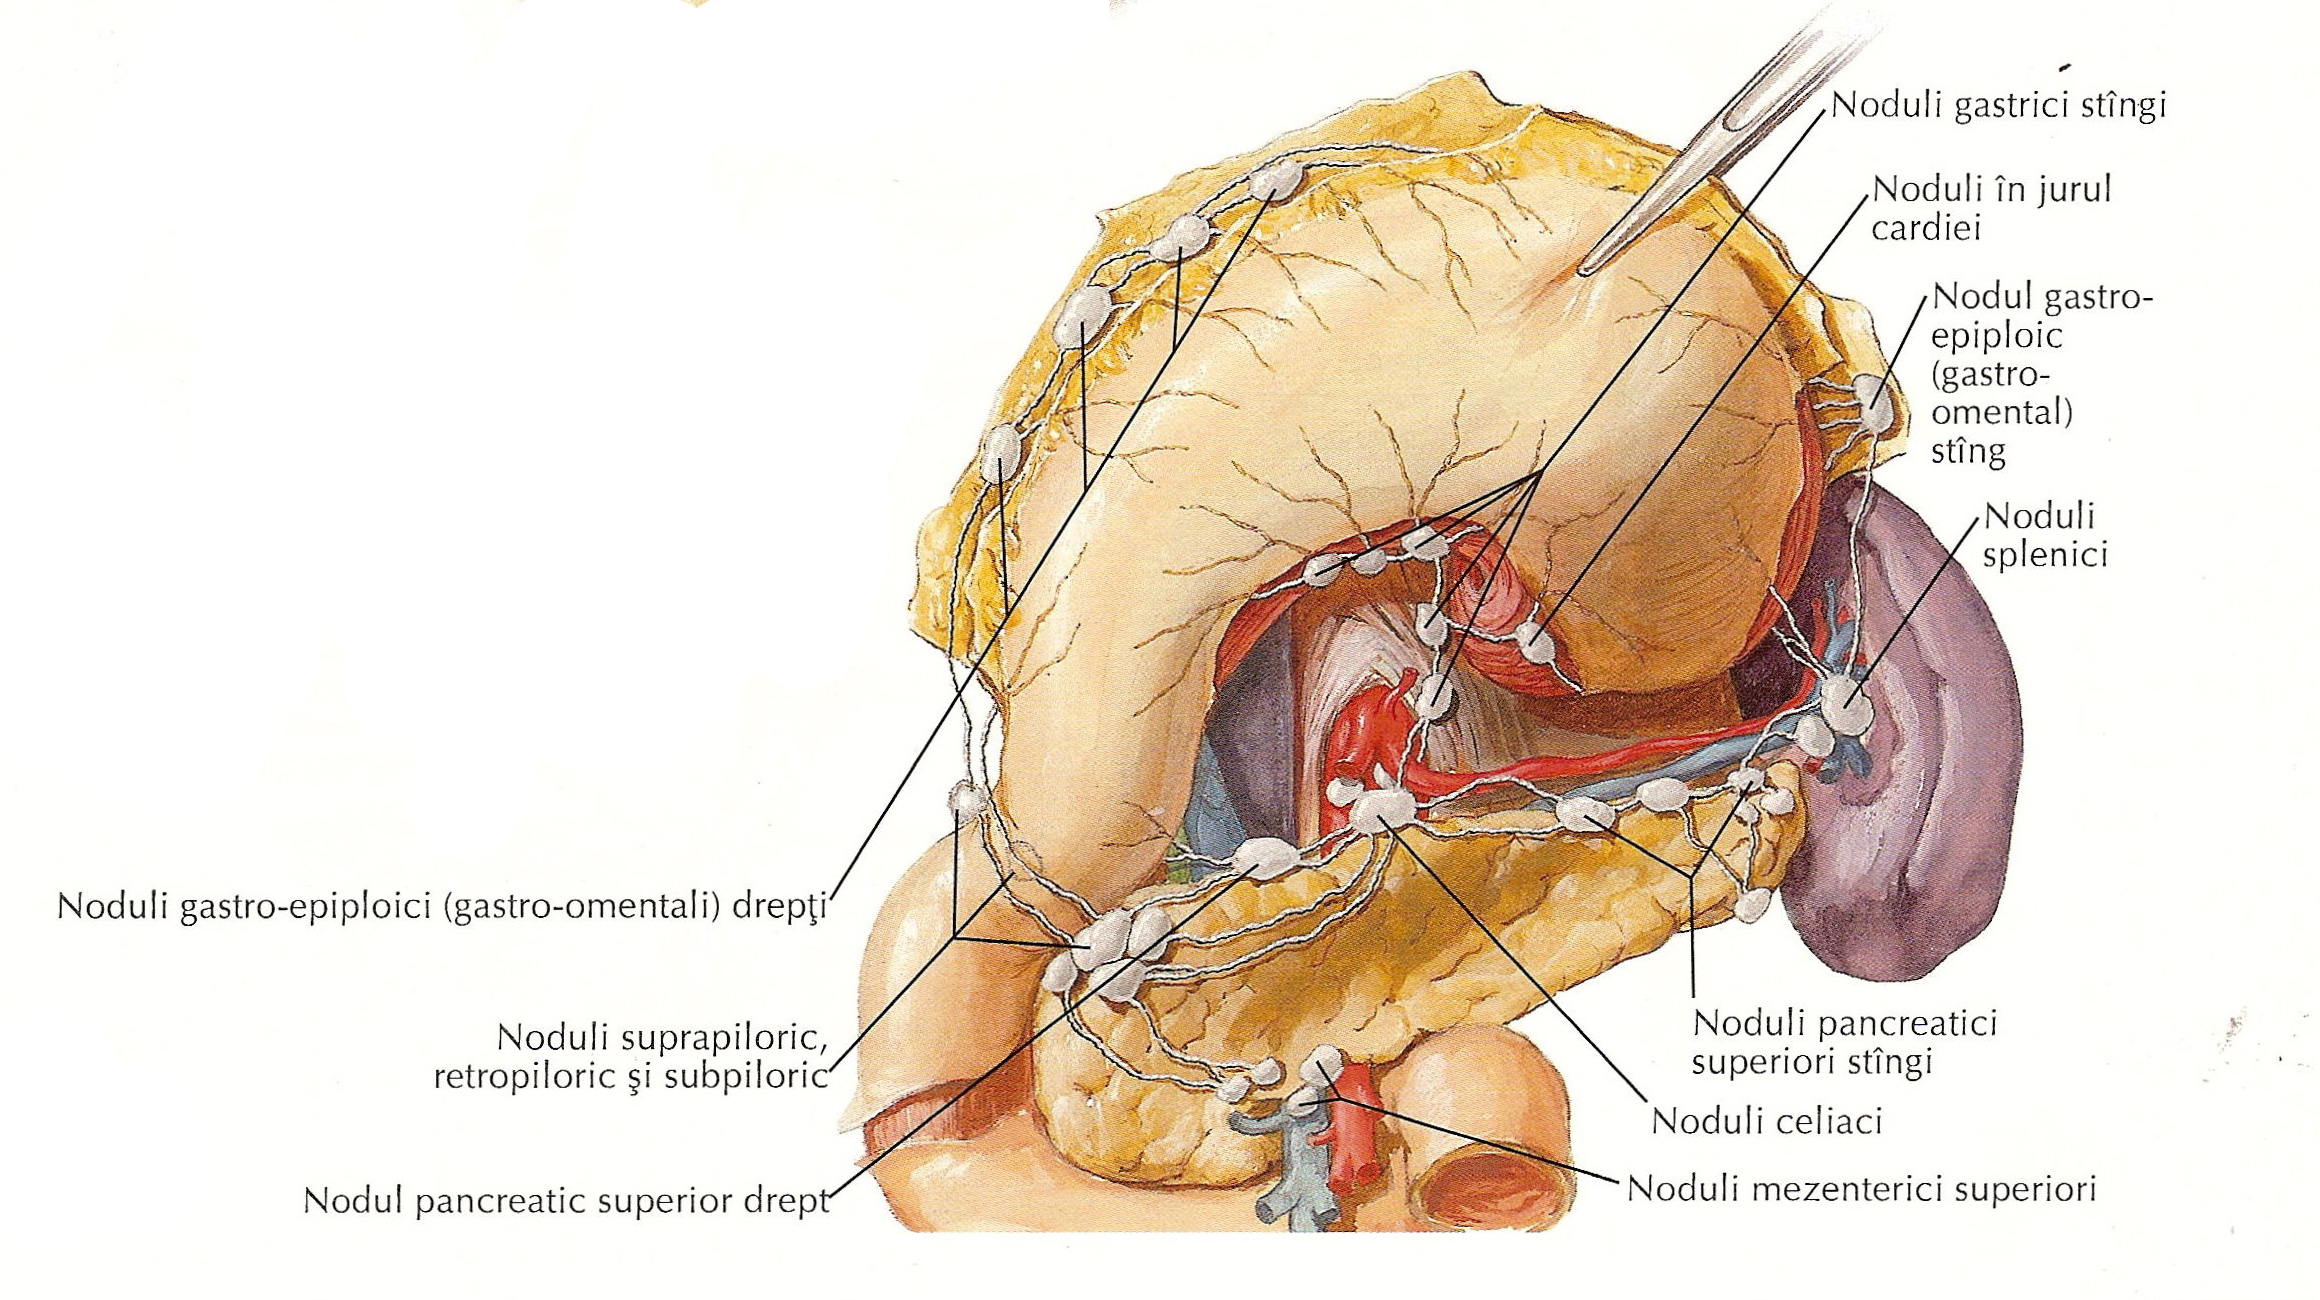 Noduli gastrici stîngi
Noduli în jurul
cardiei
Nodul gastro-
epiploic
(gastro-
omental)
stîng
Noduli
splenici
Noduli gastro-epiploici (gastro-omentali) drepţi
Noduli suprapiloric,
retropiloric şi subpiloric
Nodul pancreatic superior drept
Noduli pancreatici
superiori stîngi
Noduli celiaci
Noduli mezenterici superiori